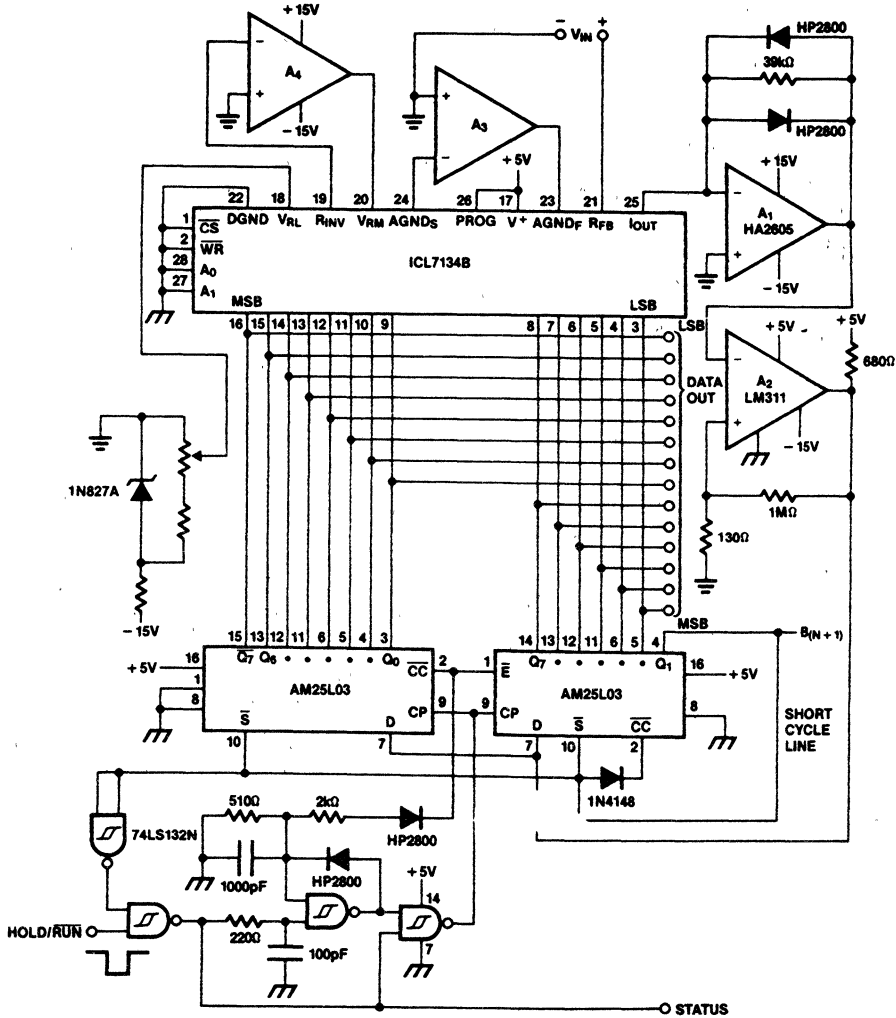 +15V
A4
−
+
−15V
− VIN +
A3
+
−
+5V
HP2800
39kΩ
HP2800
+15V
−
A1
HA2605
+
−15V
22 18 19 20 24 26 17 23 21 25
DGND VRL RINV VRM AGNDS PROG V+ AGNDF RFB IOUT
1 CS
2 WR
28 A0
27 A1
ICL7134B
MSB
LSB
16 15 14 13 12 11 10 9
8 7 6 5 4 3
LSB
DATA
OUT
MSB
+5V
−
A2
LM311
+
−15V
+5V
680Ω
1MΩ
130Ω
1N827A
−15V
15 13 12 11 6 5 4 3
Q7 Q6 • • • • • Q0
+5V 16
1
8
AM25L03
CC 2
CP 9
S
10
D
7
14 13 12 11 6 5 4
Q7 • • • • • Q1
1 E
9 CP
AM25L03
16 +5V
8
D
7
S
10
CC
2
B(N + 1)
SHORT
CYCLE
LINE
1N4148
74LS132N
510Ω
2kΩ
HP2800
1000pF
HP2800
+5V
14
7
HOLD/RUN
220Ω
100pF
STATUS